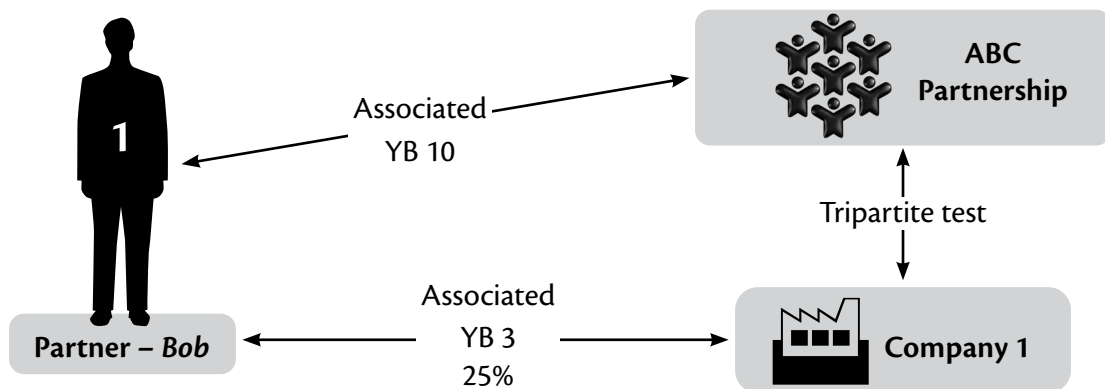 ABC
Partnership
1
Associated
YB 10
Tripartite test
Associated
YB 3
25%
Partner – Bob
Company 1